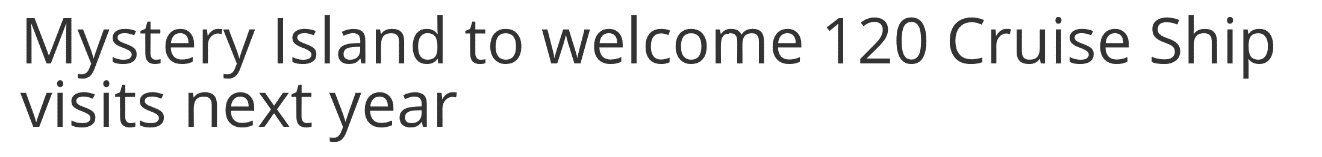 Mystery Island to welcome 120 Cruise Ship
visits next year